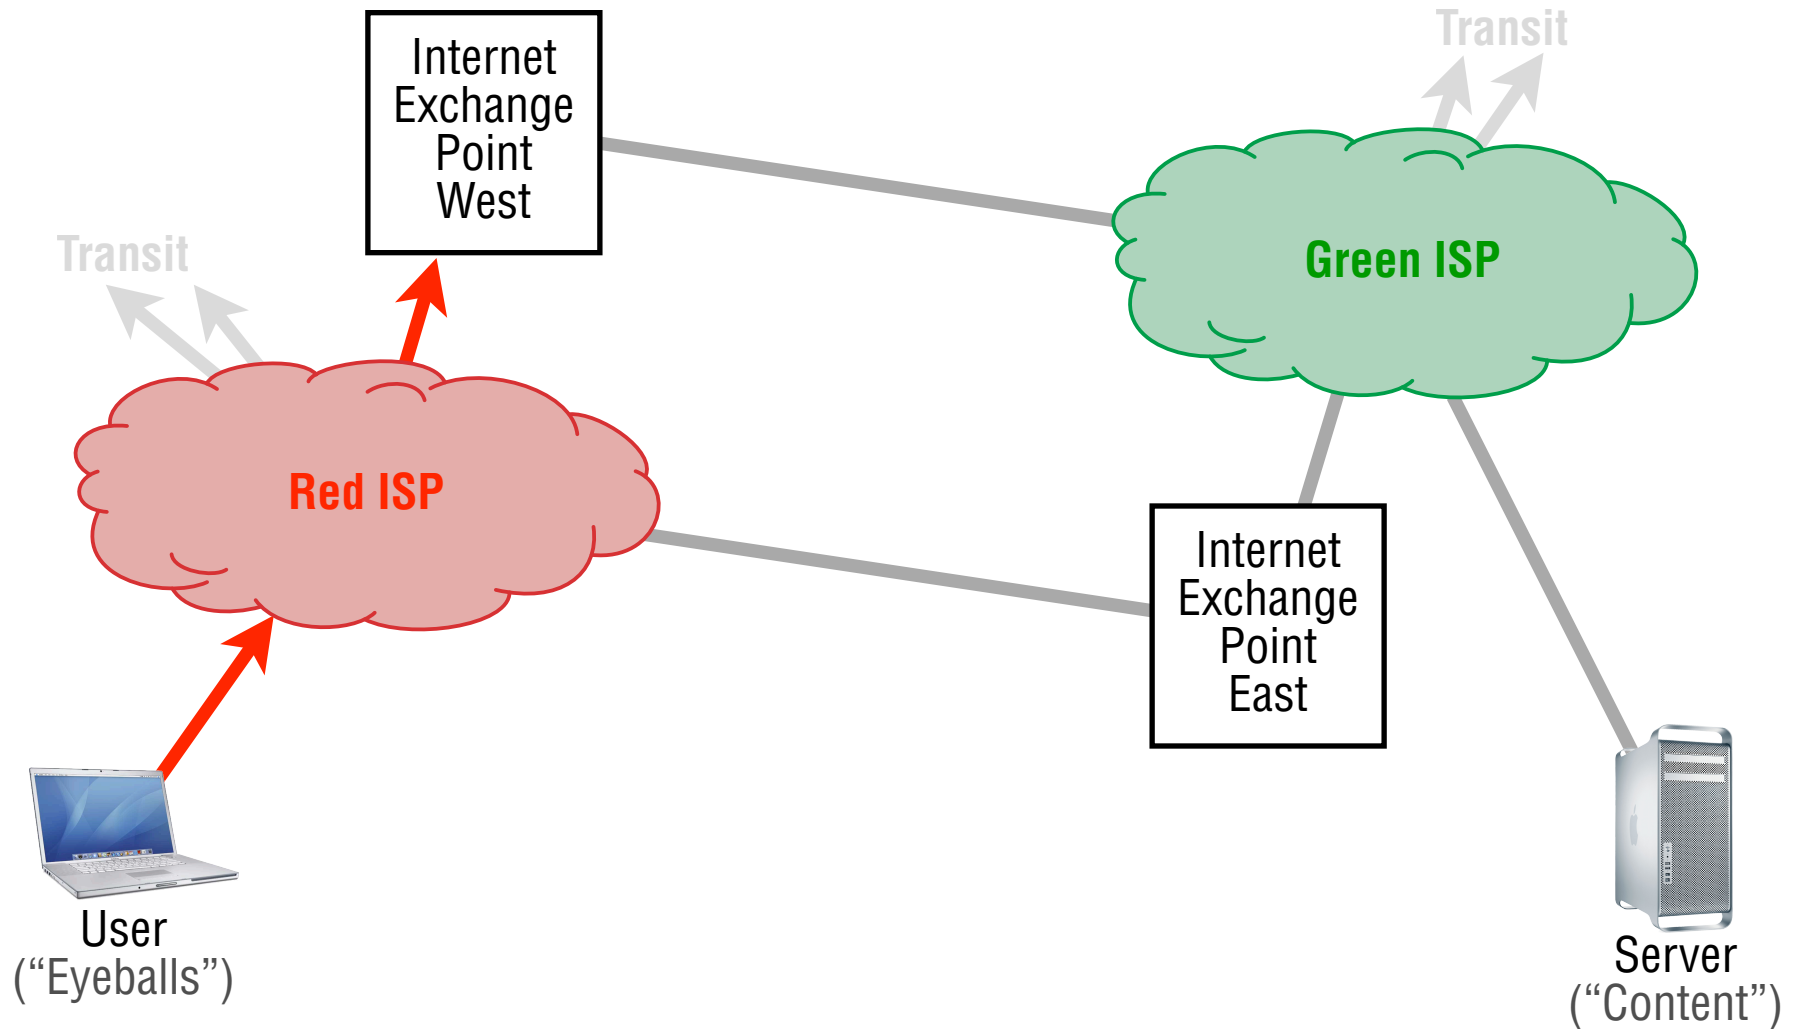 Internet
Exchange
Point
West
Transit
Green ISP
Transit
Red ISP
Internet
Exchange
Point
East
User
(“Eyeballs”)
Server
(“Content”)